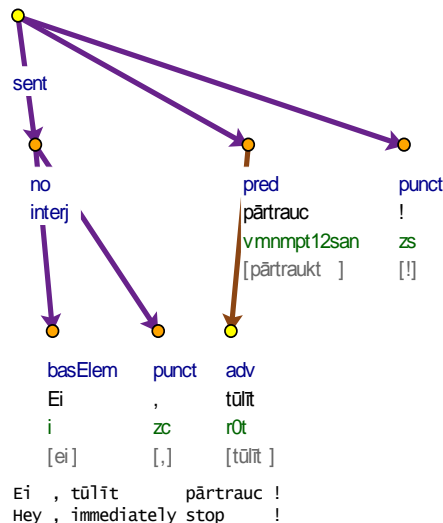 sent
no pred punct
interj pārtrauc !
vmnmpt12san zs
[pārtraukt ] [!]
basElem punct adv
Ei , tūlīt
i zc r0t
[ei] [,] [tūlīt ]
Ei , tūlīt pārtrauc !
Hey , immediately stop !